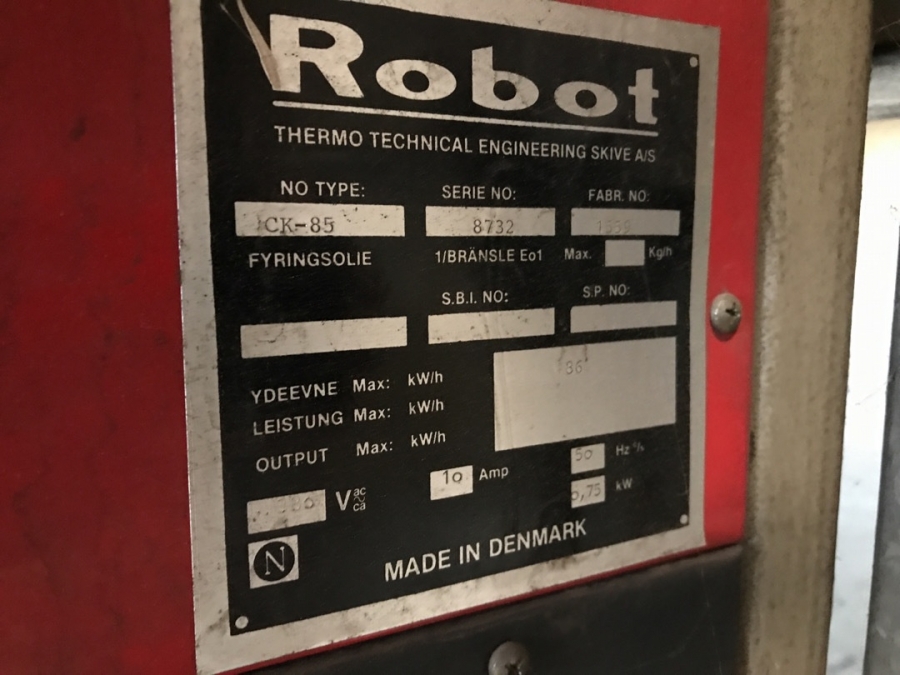 Robot
THERMO TECHNICAL ENGINEERING SKIVE A/S
NO TYPE: SERIE NO: FABR. NO:
CK-85 8732
FYRINGSOLIE 1/BRÄNSLE Eo1 Max. Kg/h
S.B.I. NO: S.P. NO:
36
YDEEVNE Max: kW/h
LEISTUNG Max: kW/h
OUTPUT Max: kW/h
V ac ca 10 Amp 50 Hz
0,75 kW
N
MADE IN DENMARK